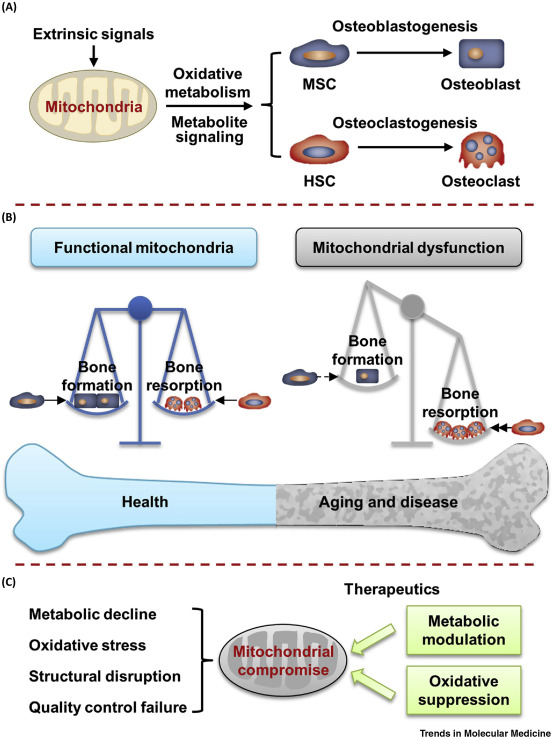 (A)
Extrinsic signals
Mitochondria
Oxidative
metabolism
Metabolite
signaling
Osteoblastogenesis
MSC
Osteoblast
Osteoclastogenesis
HSC
Osteoclast
(B)
Functional mitochondria
Mitochondrial dysfunction
Bone
formation
Bone
resorption
Bone
formation
Bone
resorption
Health
Aging and disease
(C)
Metabolic decline
Oxidative stress
Structural disruption
Quality control failure
Mitochondrial
compromise
Therapeutics
Metabolic
modulation
Oxidative
suppression
Trends in Molecular Medicine